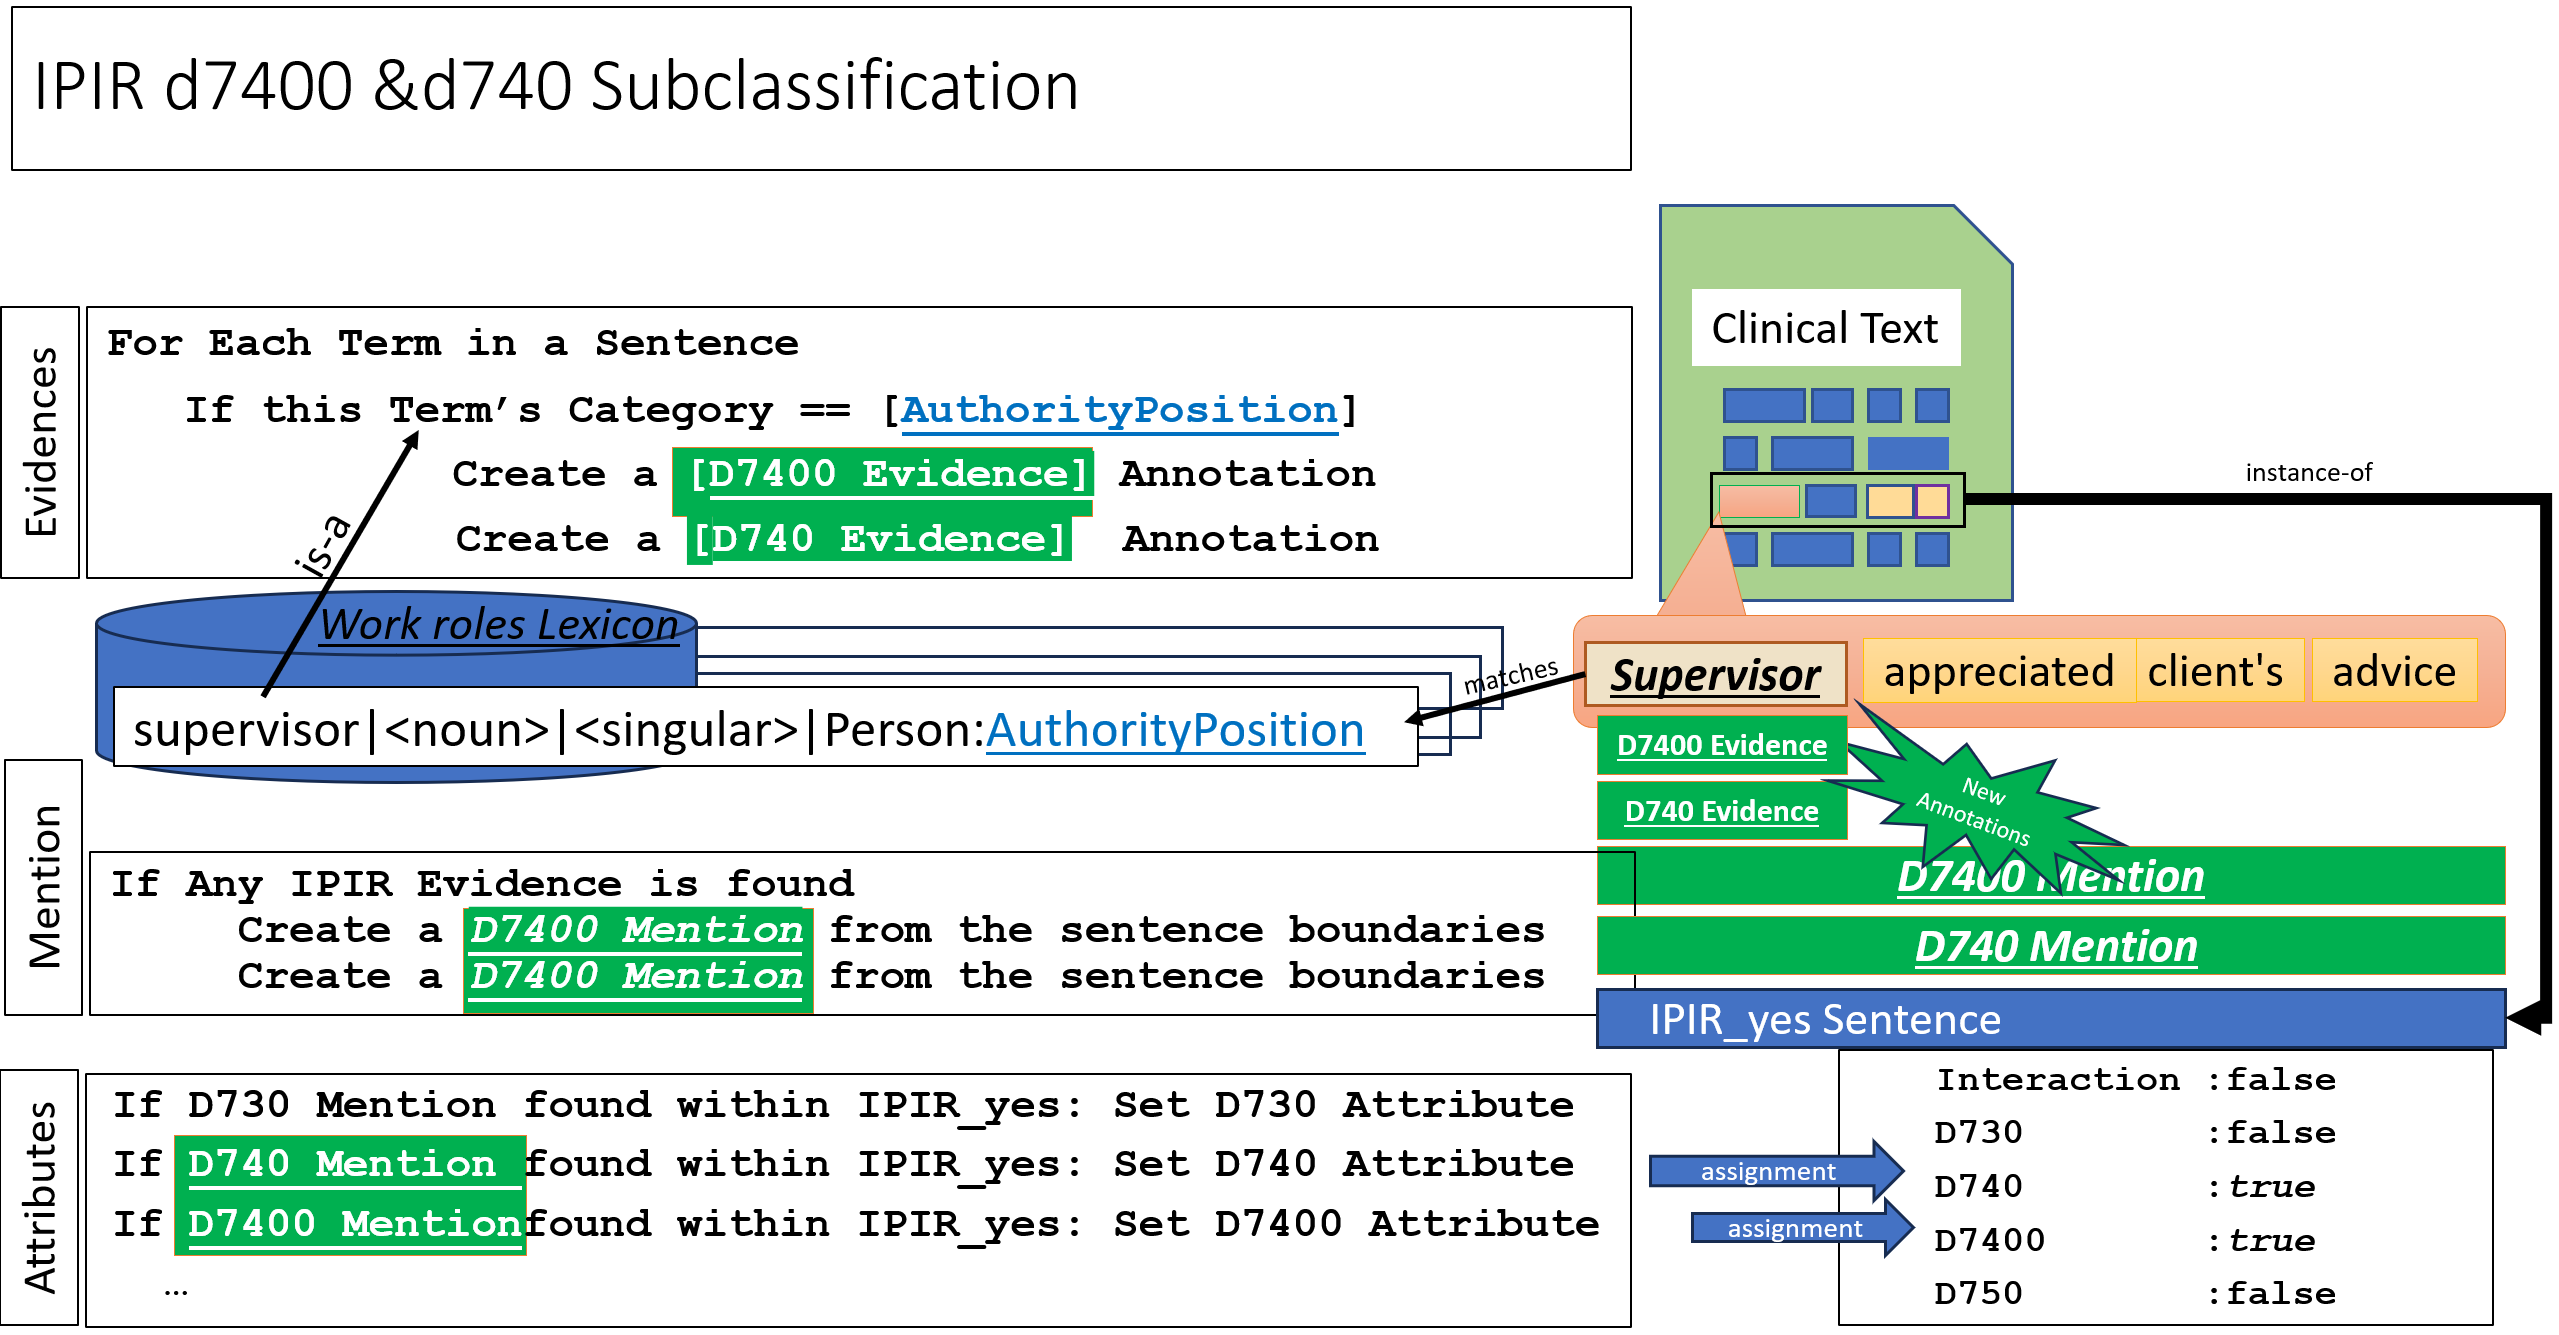 IPIR d7400 &d740 Subclassification
Evidences
For Each Term in a Sentence
If this Term’s Category == [AuthorityPosition]
Create a [D7400 Evidence] Annotation
Create a [D740 Evidence] Annotation
is-a
Work roles Lexicon
supervisor|<noun>|<singular>|Person:AuthorityPosition
matches
Clinical Text
instance-of
Supervisor appreciated client's advice
D7400 Evidence
D740 Evidence
New
Annotations
D7400 Mention
D740 Mention
IPIR_yes Sentence
Mention
If Any IPIR Evidence is found
Create a D7400 Mention from the sentence boundaries
Create a D7400 Mention from the sentence boundaries
Attributes
If D730 Mention found within IPIR_yes: Set D730 Attribute
If D740 Mention found within IPIR_yes: Set D740 Attribute
If D7400 Mention found within IPIR_yes: Set D7400 Attribute
…
assignment
assignment
Interaction :false
D730 :false
D740 :true
D7400 :true
D750 :false